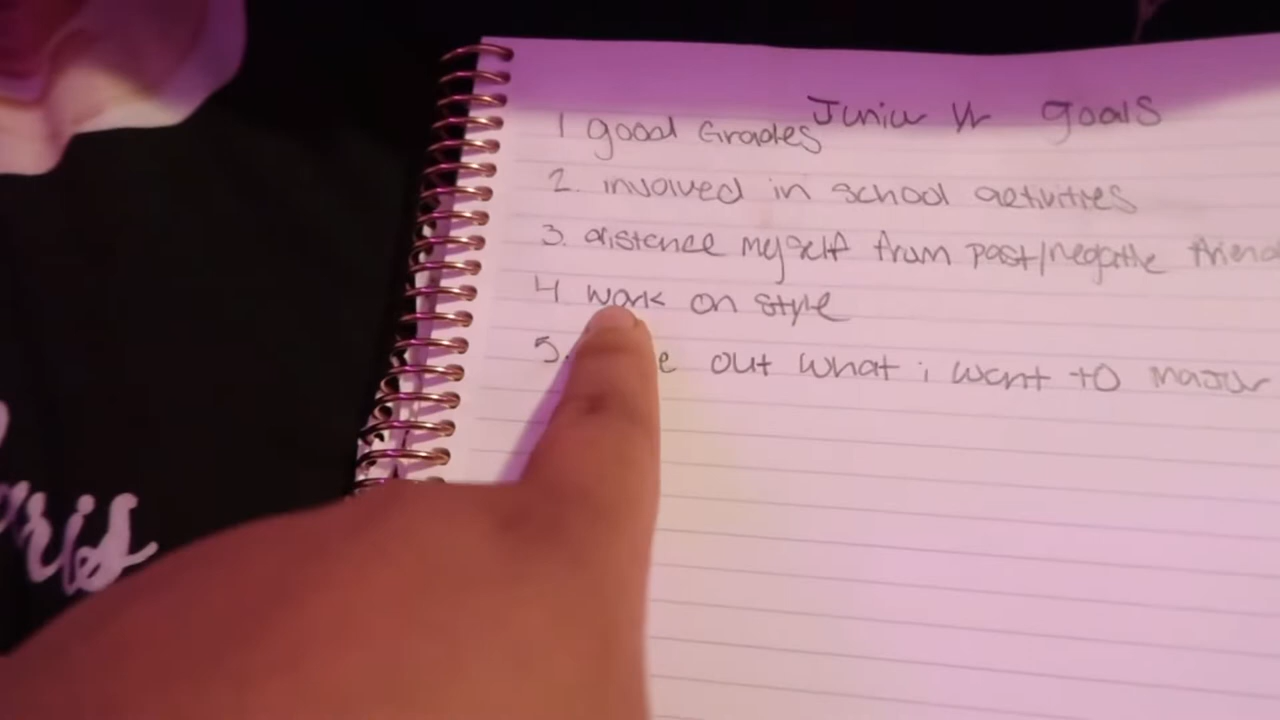 Junior Yr goals
1 good Grades
2. involved in school activities
3. distence myself from past/negative
4 work on style
5. out what i want to major